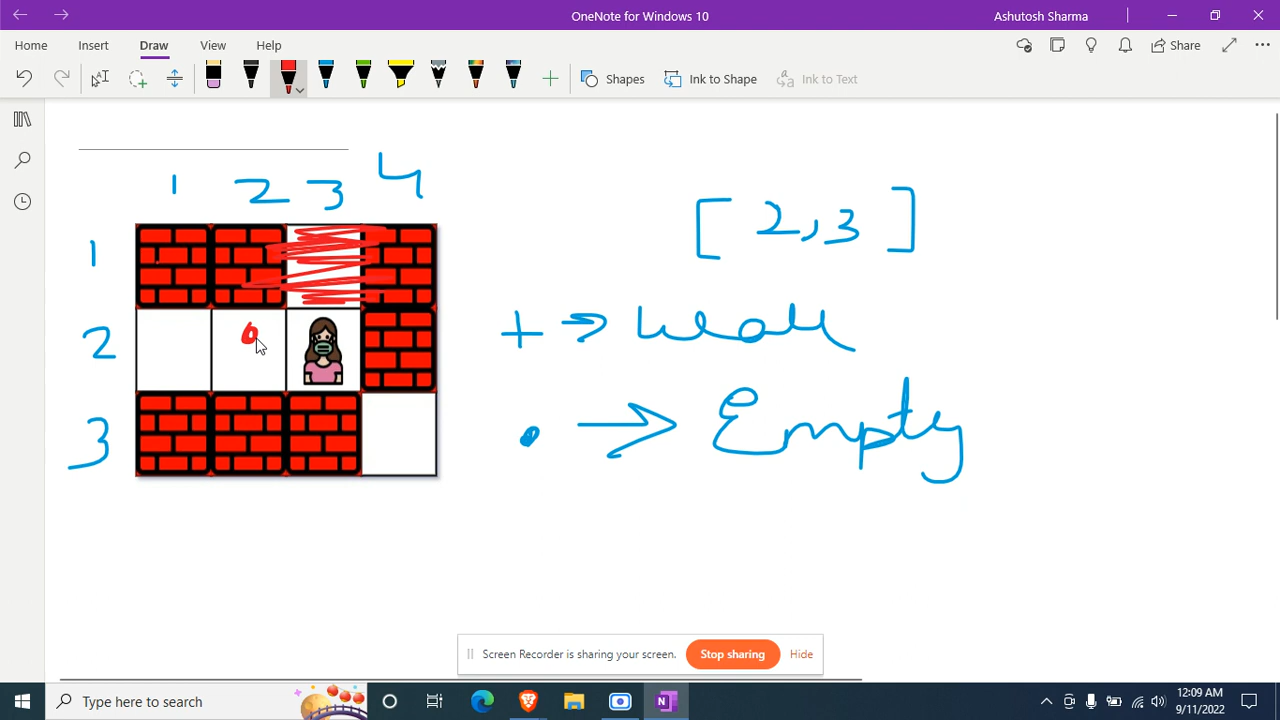 OneNote for Windows 10
Ashutosh Sharma
Home Insert Draw View Help
Share
Shapes Ink to Shape Ink to Text
1 2 3 4
1
2
3
[ 2,3 ]
+ → wall
• → Empty
Screen Recorder is sharing your screen. Stop sharing Hide
Type here to search
12:09 AM
9/11/2022